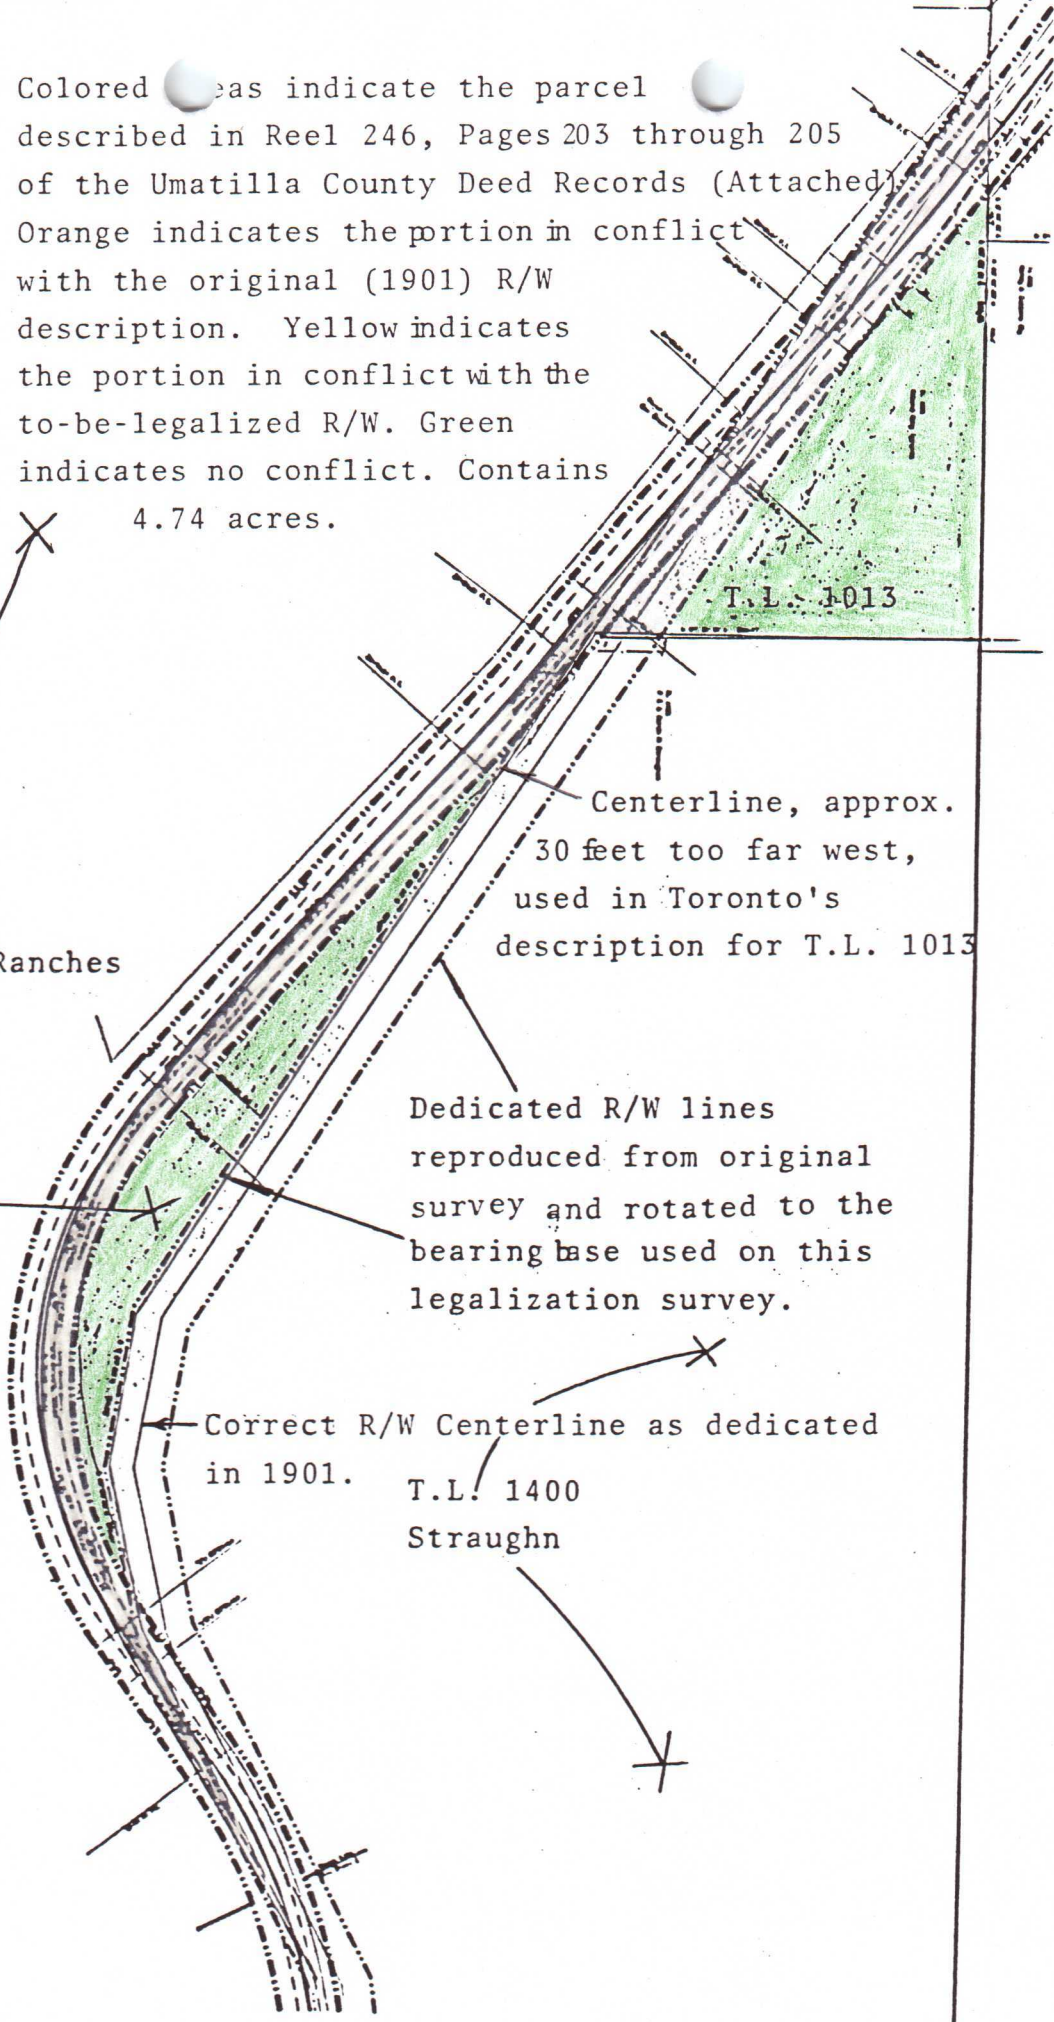 Colored eas indicate the parcel
described in Reel 246, Pages 203 through 205
of the Umatilla County Deed Records (Attached)
Orange indicates the portion in conflict
with the original (1901) R/W
description. Yellow indicates
the portion in conflict with the
to-be-legalized R/W. Green
indicates no conflict. Contains
4.74 acres.
T.L. 1013
Centerline, approx.
30 feet too far west,
used in Toronto's
description for T.L. 1013
Ranches
Dedicated R/W lines
reproduced from original
survey and rotated to the
bearing base used on this
legalization survey.
Correct R/W Centerline as dedicated
in 1901.
T.L. 1400
Straughn